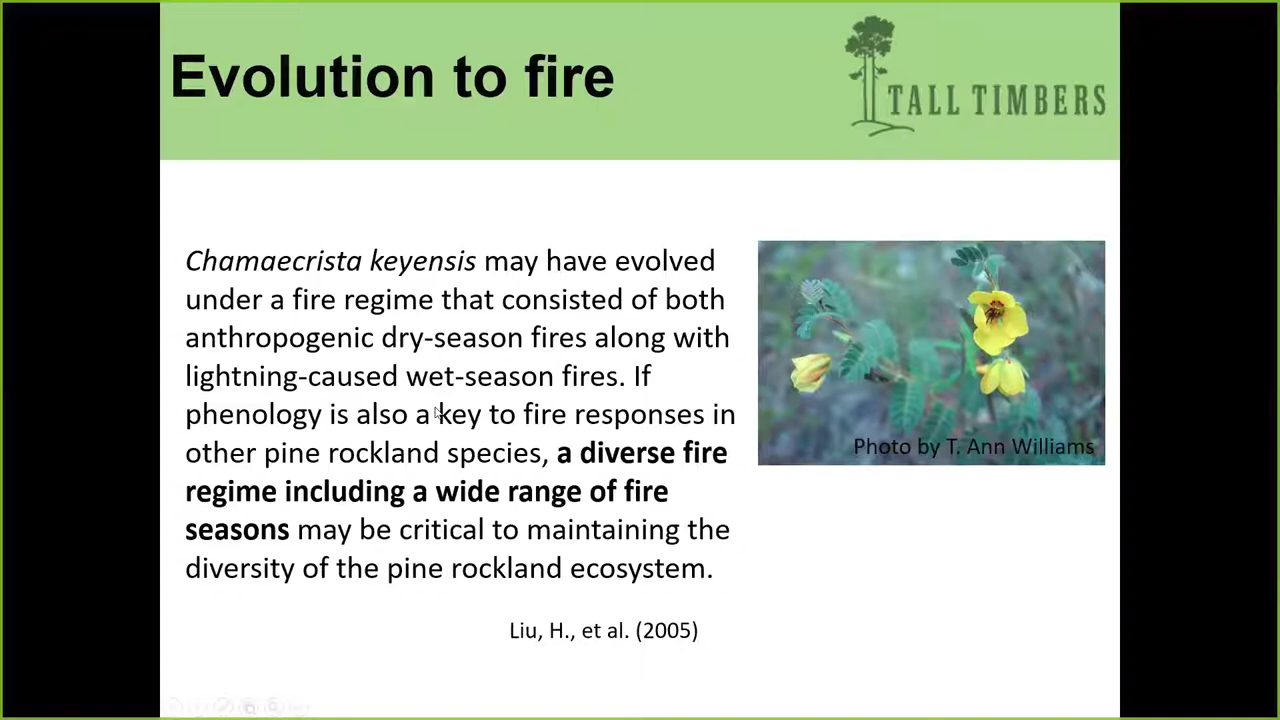 Evolution to fire
TALL TIMBERS
Chamaecrista keyensis may have evolved
under a fire regime that consisted of both
anthropogenic dry-season fires along with
lightning-caused wet-season fires. If
phenology is also a key to fire responses in
other pine rockland species, a diverse fire
regime including a wide range of fire
seasons may be critical to maintaining the
diversity of the pine rockland ecosystem.
Photo by T. Ann Williams
Liu, H., et al. (2005)